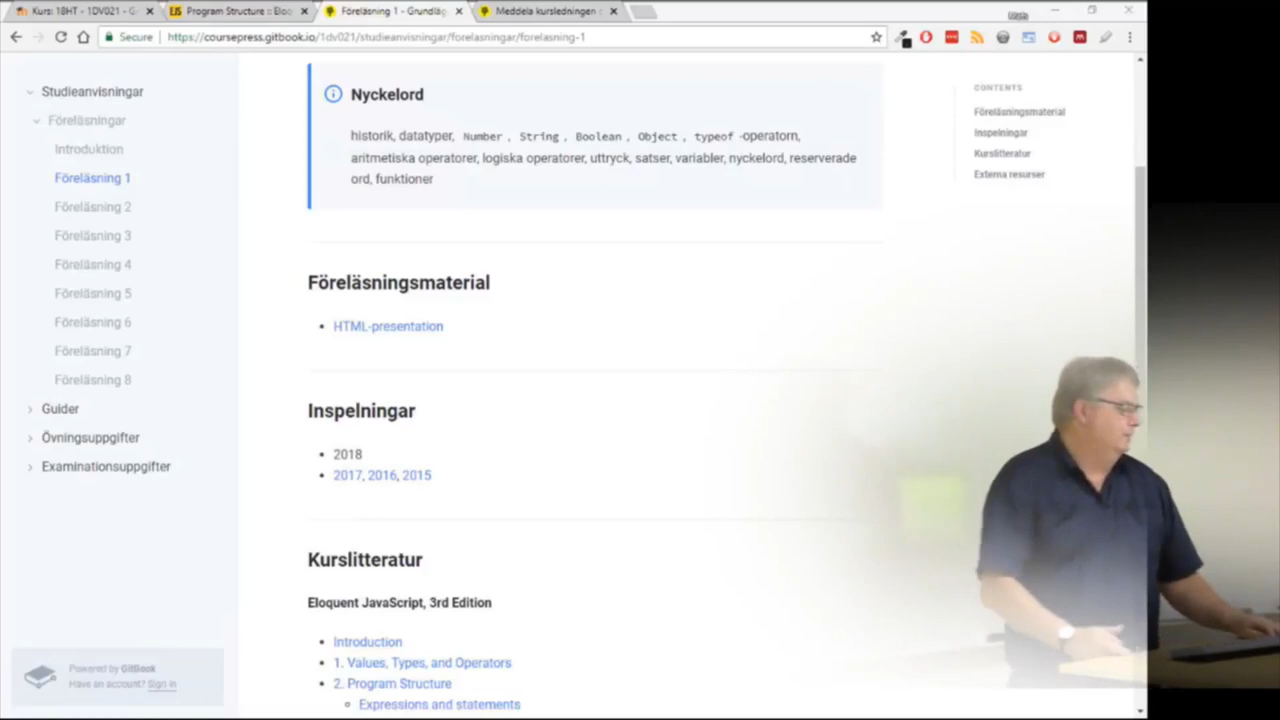 Kurs: 18HT - 1DV021 - G
Program Structure :: Eloq
Föreläsning 1 - Grundläg
Meddela kursledningen
Secure
https://coursepress.gitbook.io/1dv021/studieanvisningar/forelasningar/forelasning-1
Studieanvisningar
Föreläsningar
Introduktion
Föreläsning 1
Föreläsning 2
Föreläsning 3
Föreläsning 4
Föreläsning 5
Föreläsning 6
Föreläsning 7
Föreläsning 8
Guider
Övningsuppgifter
Examinationsuppgifter
Powered by GitBook
Have an account? Sign in
Nyckelord
historik, datatyper, Number, String, Boolean, Object, typeof-operatorn,
aritmetiska operatorer, logiska operatorer, uttryck, satser, variabler, nyckelord, reserverade
ord, funktioner
Föreläsningsmaterial
HTML-presentation
Inspelningar
2018
2017, 2016, 2015
Kurslitteratur
Eloquent JavaScript, 3rd Edition
Introduction
1. Values, Types, and Operators
2. Program Structure
Expressions and statements
CONTENTS
Föreläsningsmaterial
Inspelningar
Kurslitteratur
Externa resurser